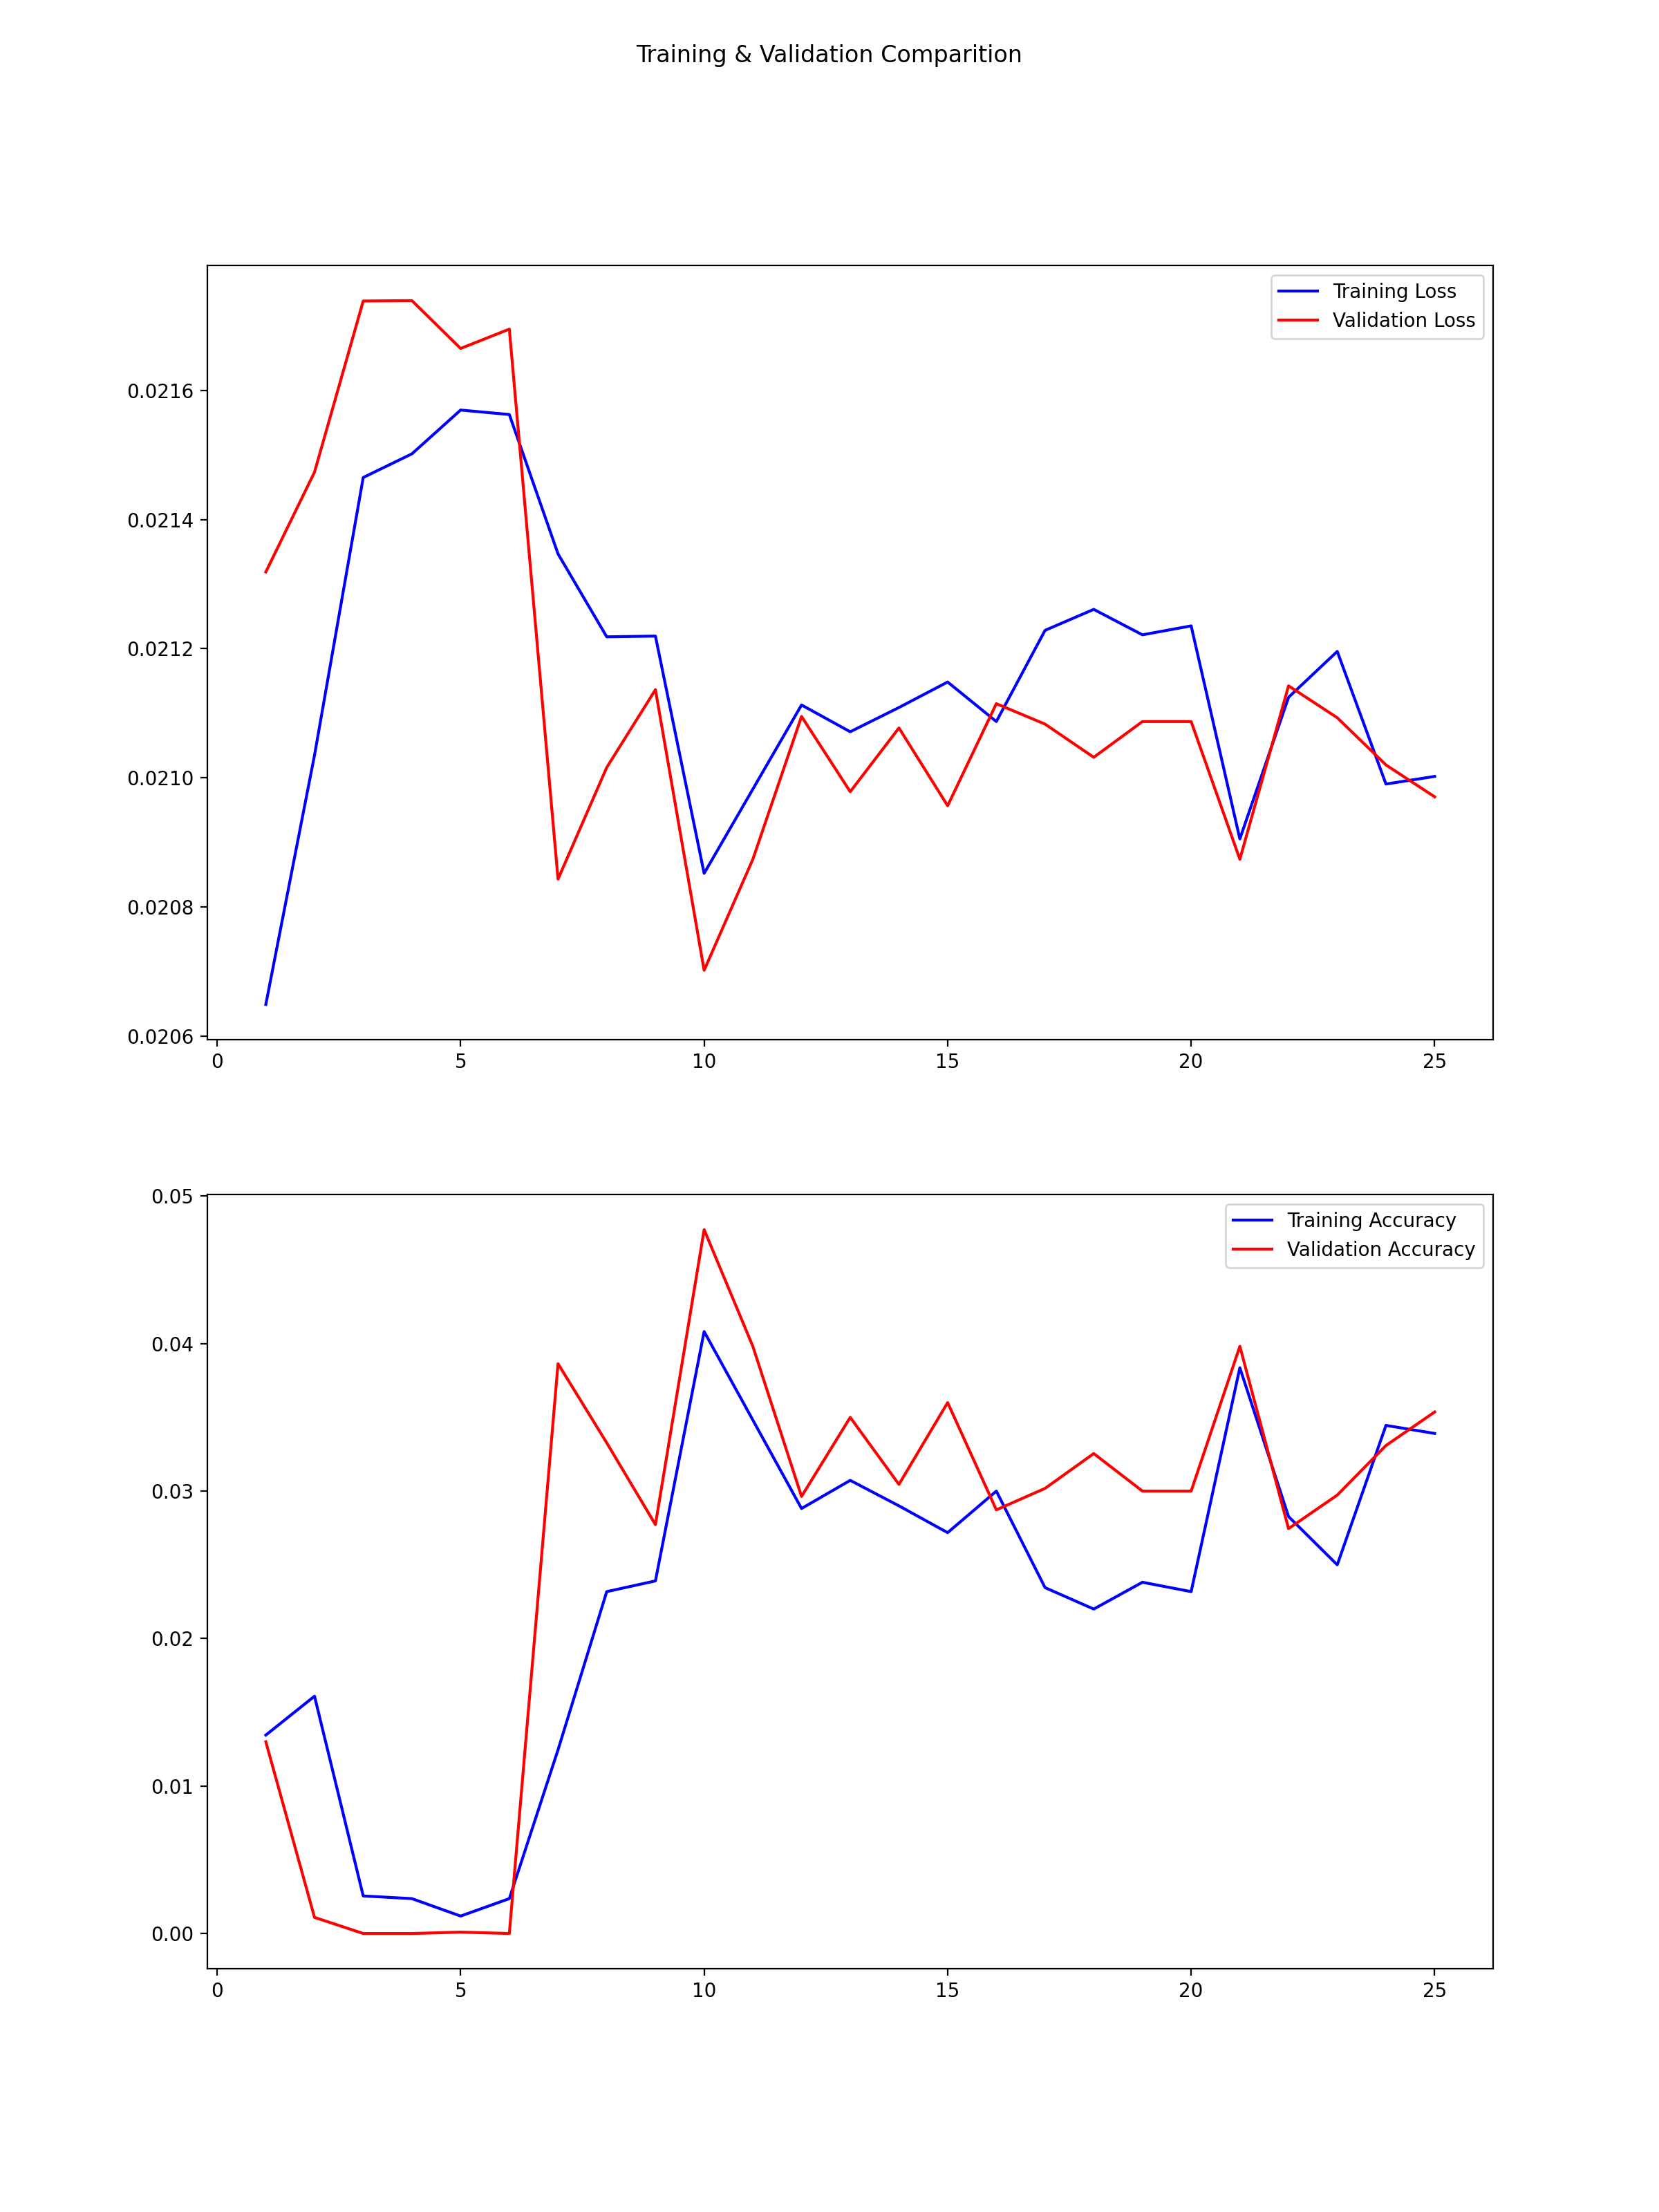 Training & Validation Comparition
Training Loss
Validation Loss
0.0216
0.0214
0.0212
0.0210
0.0208
0.0206
0 5 10 15 20 25
0.05
Training Accuracy
Validation Accuracy
0.04
0.03
0.02
0.01
0.00
0 5 10 15 20 25